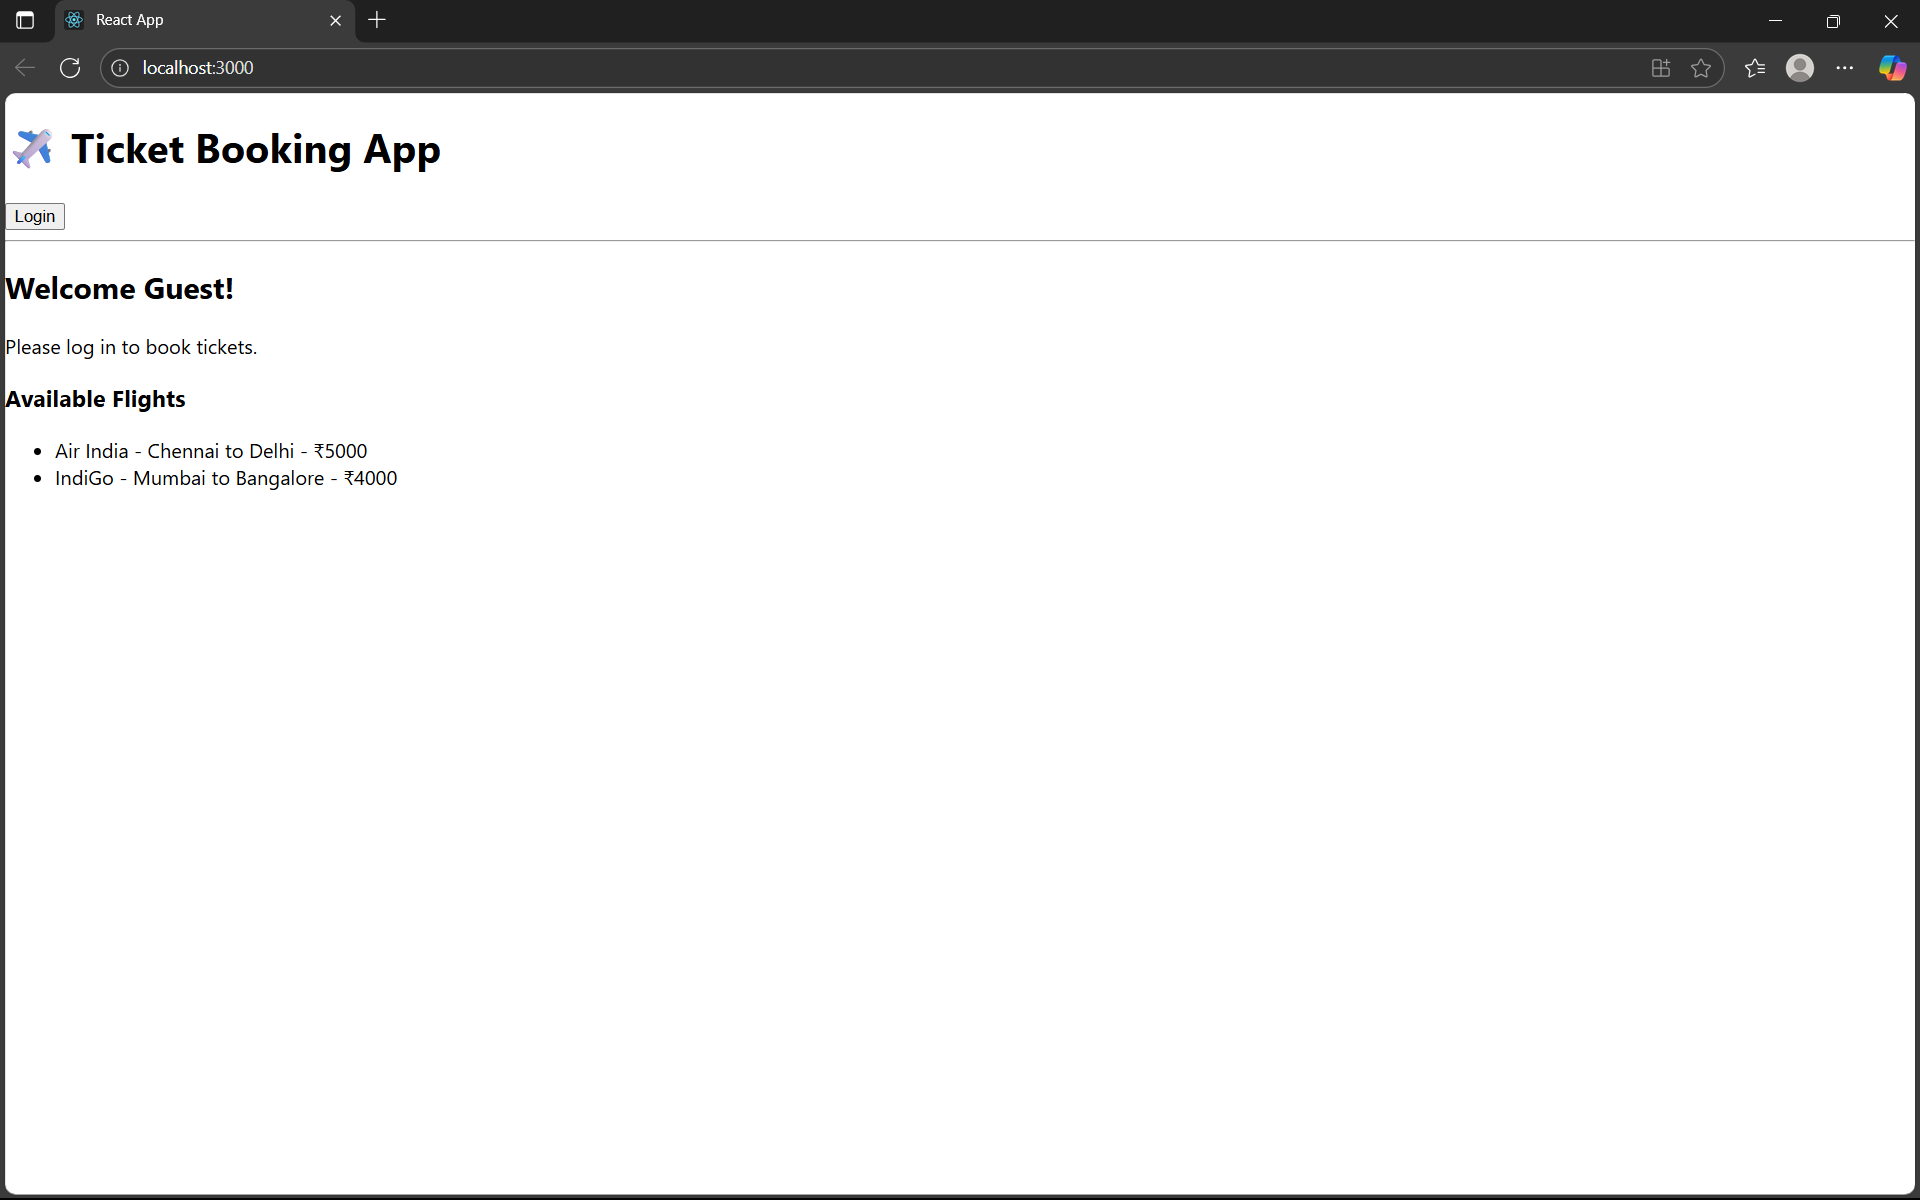 React App
localhost:3000
✈️ Ticket Booking App
Login
Welcome Guest!
Please log in to book tickets.
Available Flights
• Air India - Chennai to Delhi - ₹5000
• IndiGo - Mumbai to Bangalore - ₹4000